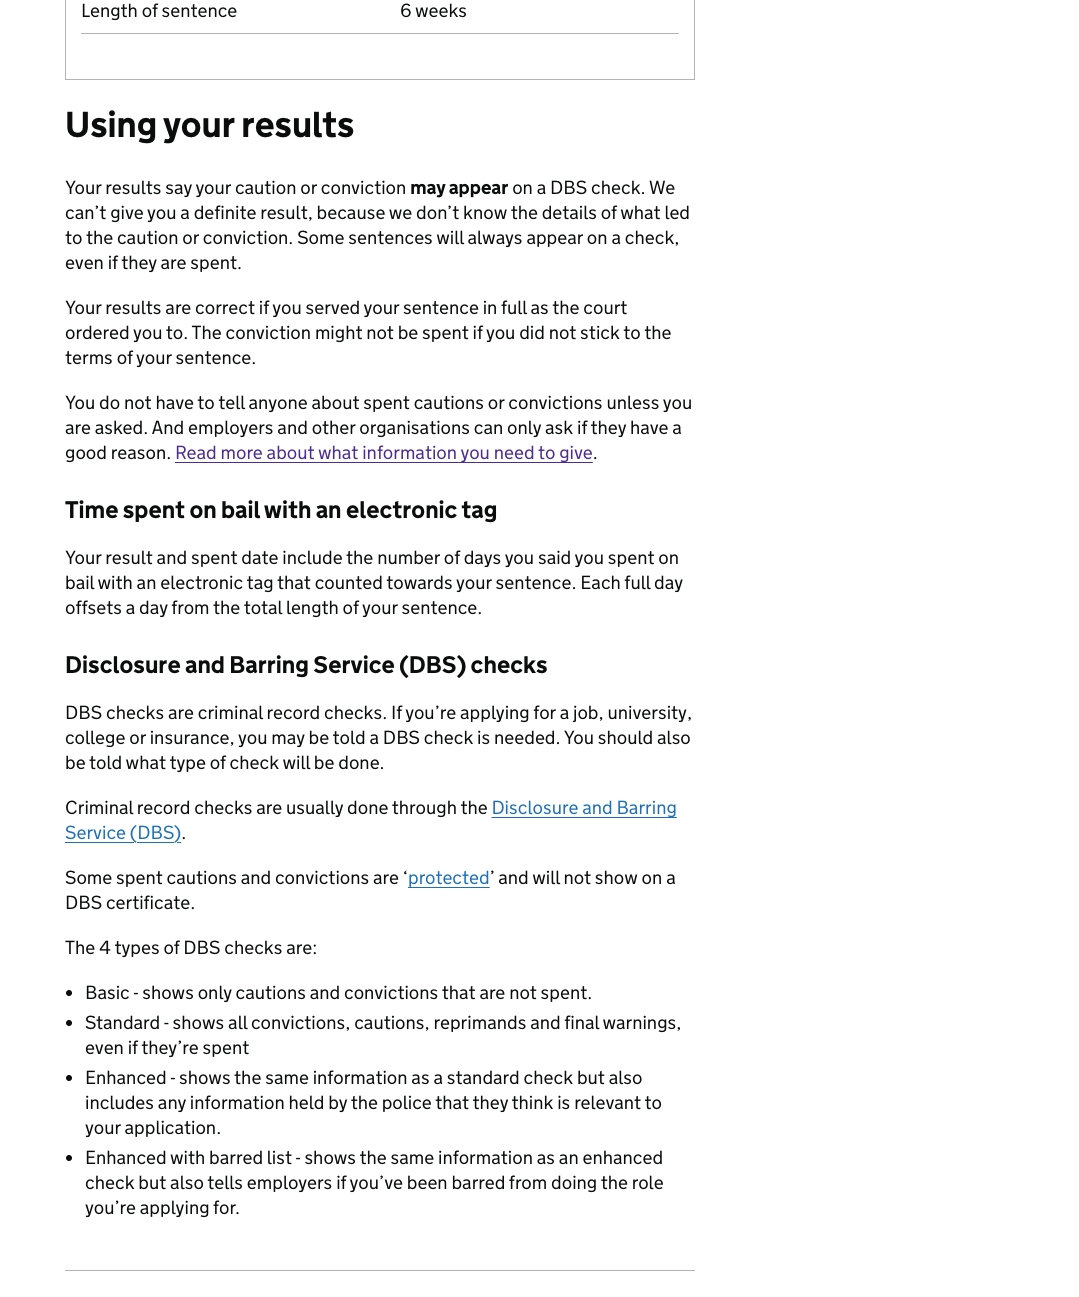 Length of sentence 6 weeks
Using your results
Your results say your caution or conviction may appear on a DBS check. We
can’t give you a definite result, because we don’t know the details of what led
to the caution or conviction. Some sentences will always appear on a check,
even if they are spent.
Your results are correct if you served your sentence in full as the court
ordered you to. The conviction might not be spent if you did not stick to the
terms of your sentence.
You do not have to tell anyone about spent cautions or convictions unless you
are asked. And employers and other organisations can only ask if they have a
good reason. Read more about what information you need to give.
Time spent on bail with an electronic tag
Your result and spent date include the number of days you said you spent on
bail with an electronic tag that counted towards your sentence. Each full day
offsets a day from the total length of your sentence.
Disclosure and Barring Service (DBS) checks
DBS checks are criminal record checks. If you’re applying for a job, university,
college or insurance, you may be told a DBS check is needed. You should also
be told what type of check will be done.
Criminal record checks are usually done through the Disclosure and Barring
Service (DBS).
Some spent cautions and convictions are ‘protected’ and will not show on a
DBS certificate.
The 4 types of DBS checks are:
• Basic - shows only cautions and convictions that are not spent.
• Standard - shows all convictions, cautions, reprimands and final warnings,
even if they’re spent
• Enhanced - shows the same information as a standard check but also
includes any information held by the police that they think is relevant to
your application.
• Enhanced with barred list - shows the same information as an enhanced
check but also tells employers if you’ve been barred from doing the role
you’re applying for.